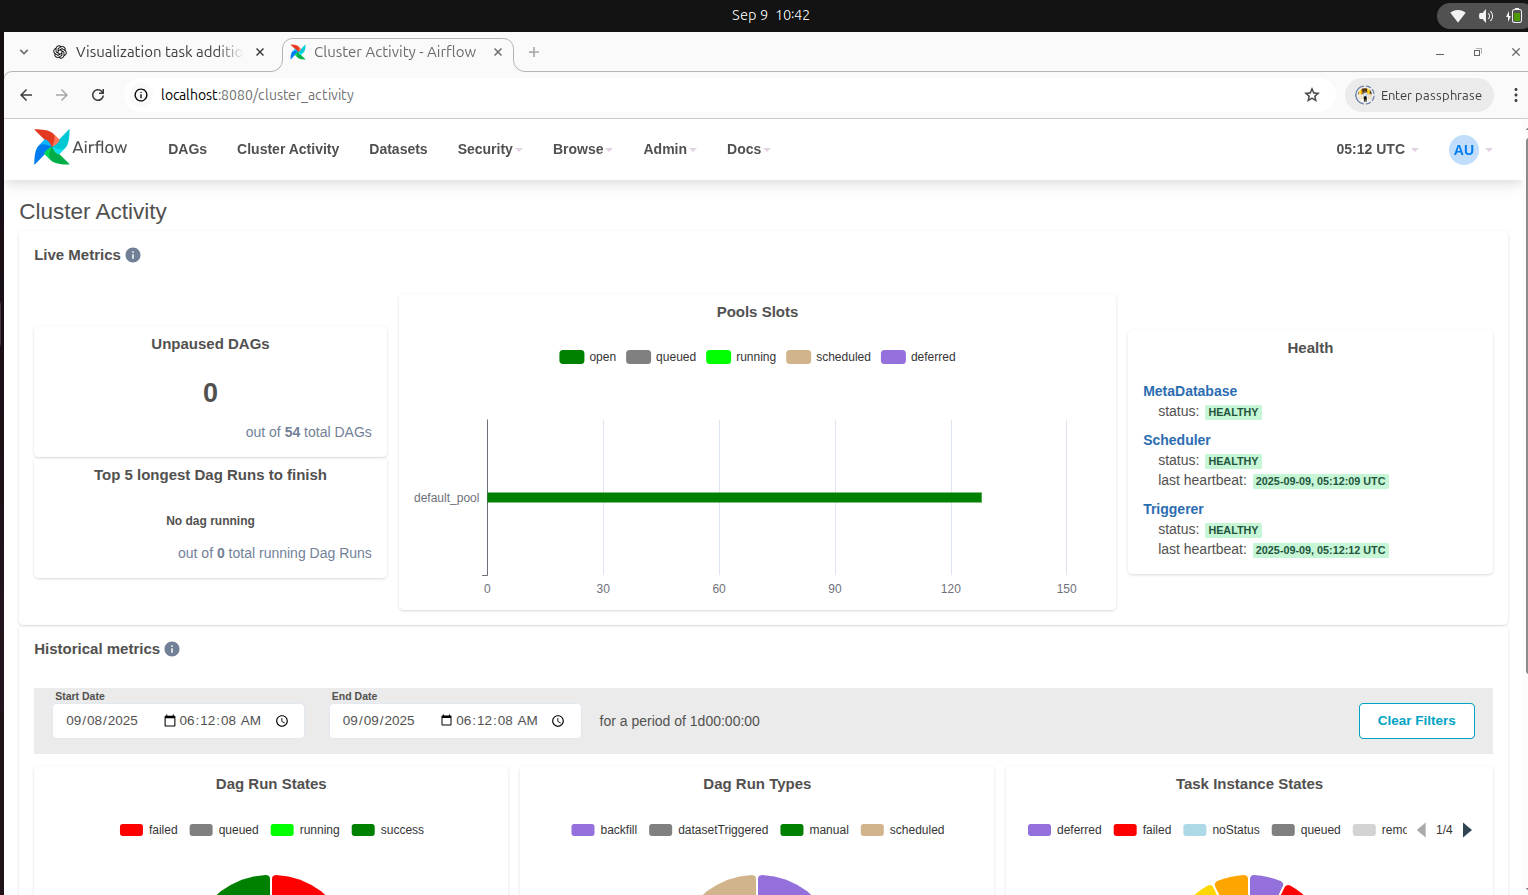 Sep 9 10:42
Visualization task additio
Cluster Activity - Airflow
localhost:8080/cluster_activity
Enter passphrase
Airflow
DAGs
Cluster Activity
Datasets
Security
Browse
Admin
Docs
05:12 UTC
AU
Cluster Activity
Live Metrics
Unpaused DAGs
0
out of 54 total DAGs
Top 5 longest Dag Runs to finish
No dag running
out of 0 total running Dag Runs
Pools Slots
open queued running scheduled deferred
default_pool
0 30 60 90 120 150
Health
MetaDatabase
status: HEALTHY
Scheduler
status: HEALTHY
last heartbeat: 2025-09-09, 05:12:09 UTC
Triggerer
status: HEALTHY
last heartbeat: 2025-09-09, 05:12:12 UTC
Historical metrics
Start Date
09/08/2025 06:12:08 AM
End Date
09/09/2025 06:12:08 AM
for a period of 1d00:00:00
Clear Filters
Dag Run States
failed queued running success
Dag Run Types
backfill datasetTriggered manual scheduled
Task Instance States
deferred failed noStatus queued remo 1/4